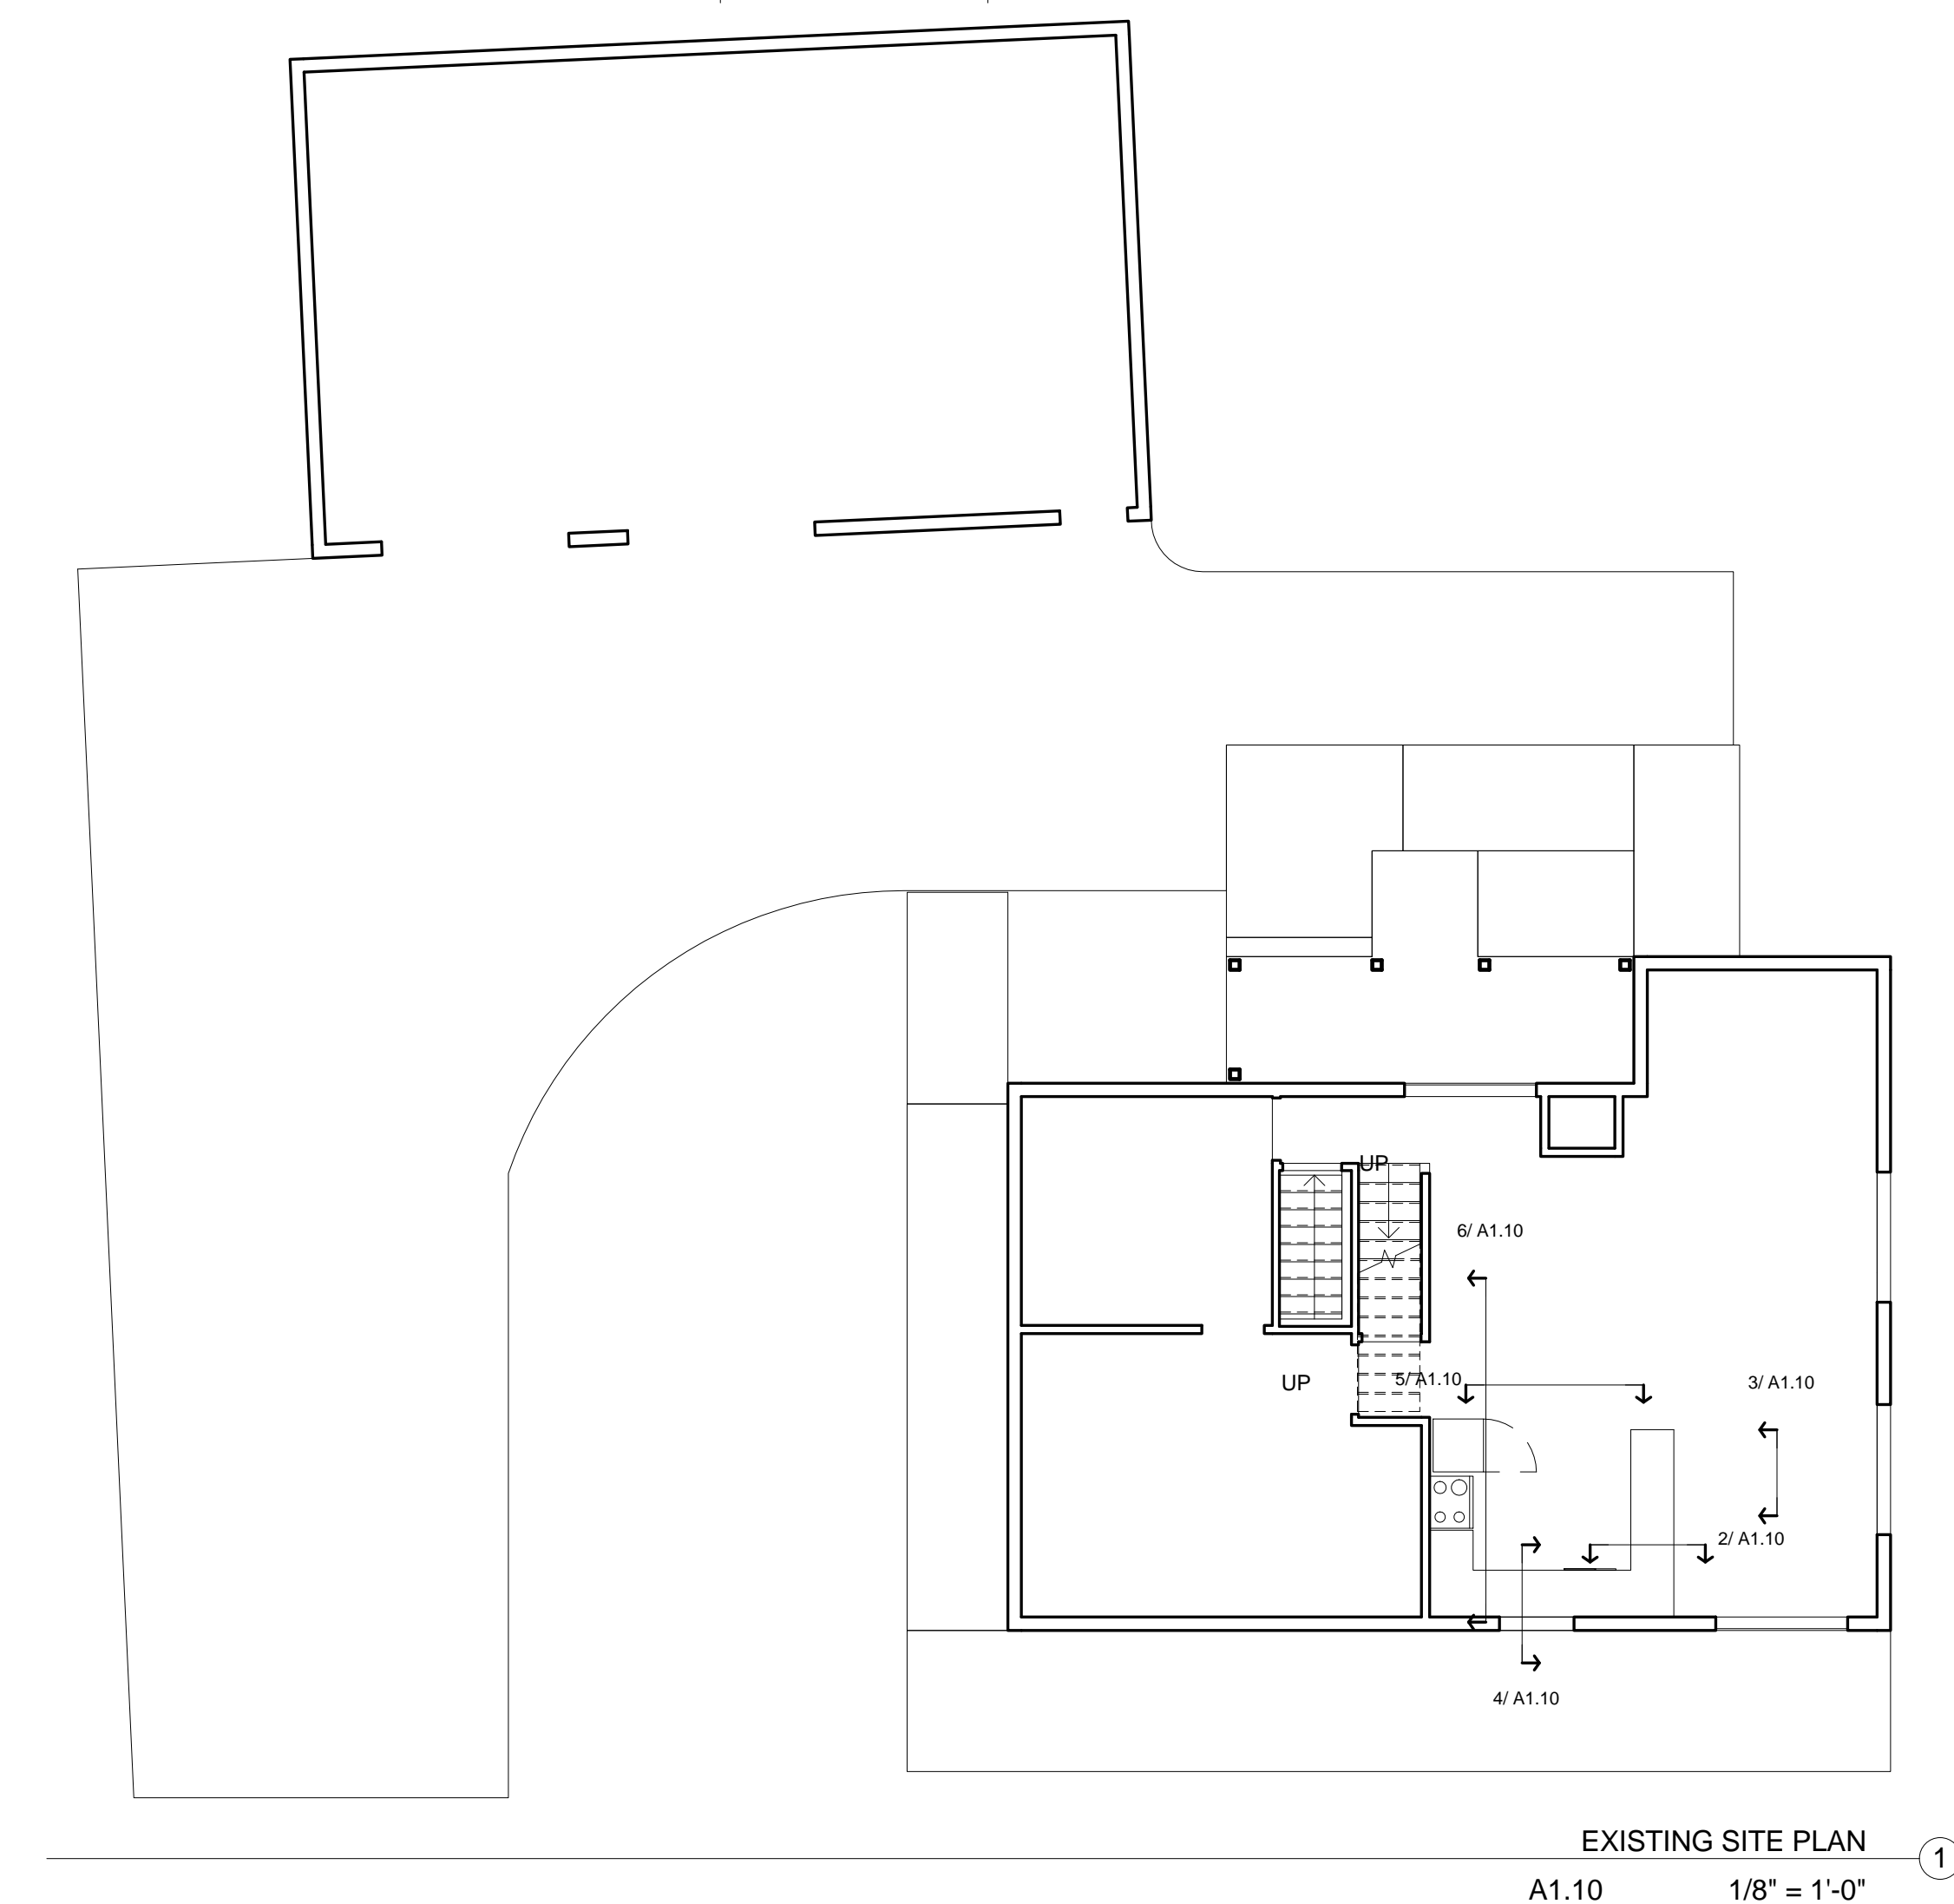 UP
6/ A1.10
UP
5/ A1.10
3/ A1.10
2/ A1.10
4/ A1.10
EXISTING SITE PLAN
1
A1.10
1/8" = 1'-0"